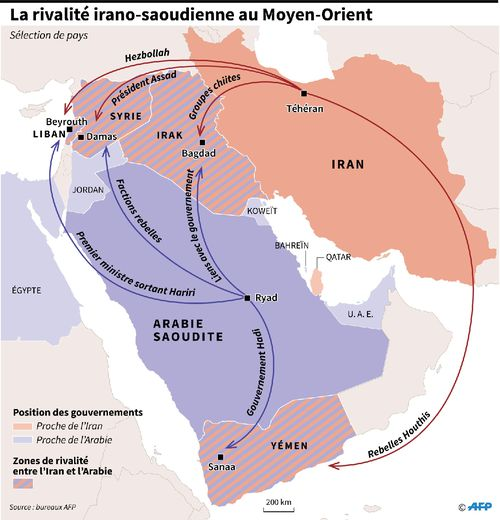 La rivalité irano-saoudienne au Moyen-Orient
Sélection de pays
Hezbollah
Président Assad
Groupes chiites
Téhéran
Beyrouth
LIBAN
SYRIE
Damas
IRAK
Bagdad
IRAN
JORDAN
KOWEÏT
Factions rebelles
Liens avec le gouvernement
Premier ministre sortant Hariri
BAHREÏN
QATAR
ÉGYPTE
Ryad
U. A. E.
ARABIE
SAOUDITE
Gouvernement Hadi
Rebelles Houthis
YÉMEN
Sanaa
Position des gouvernements
Proche de l'Iran
Proche de l'Arabie
Zones de rivalité
entre l'Iran et l'Arabie
Source : bureaux AFP
200 km
© AFP